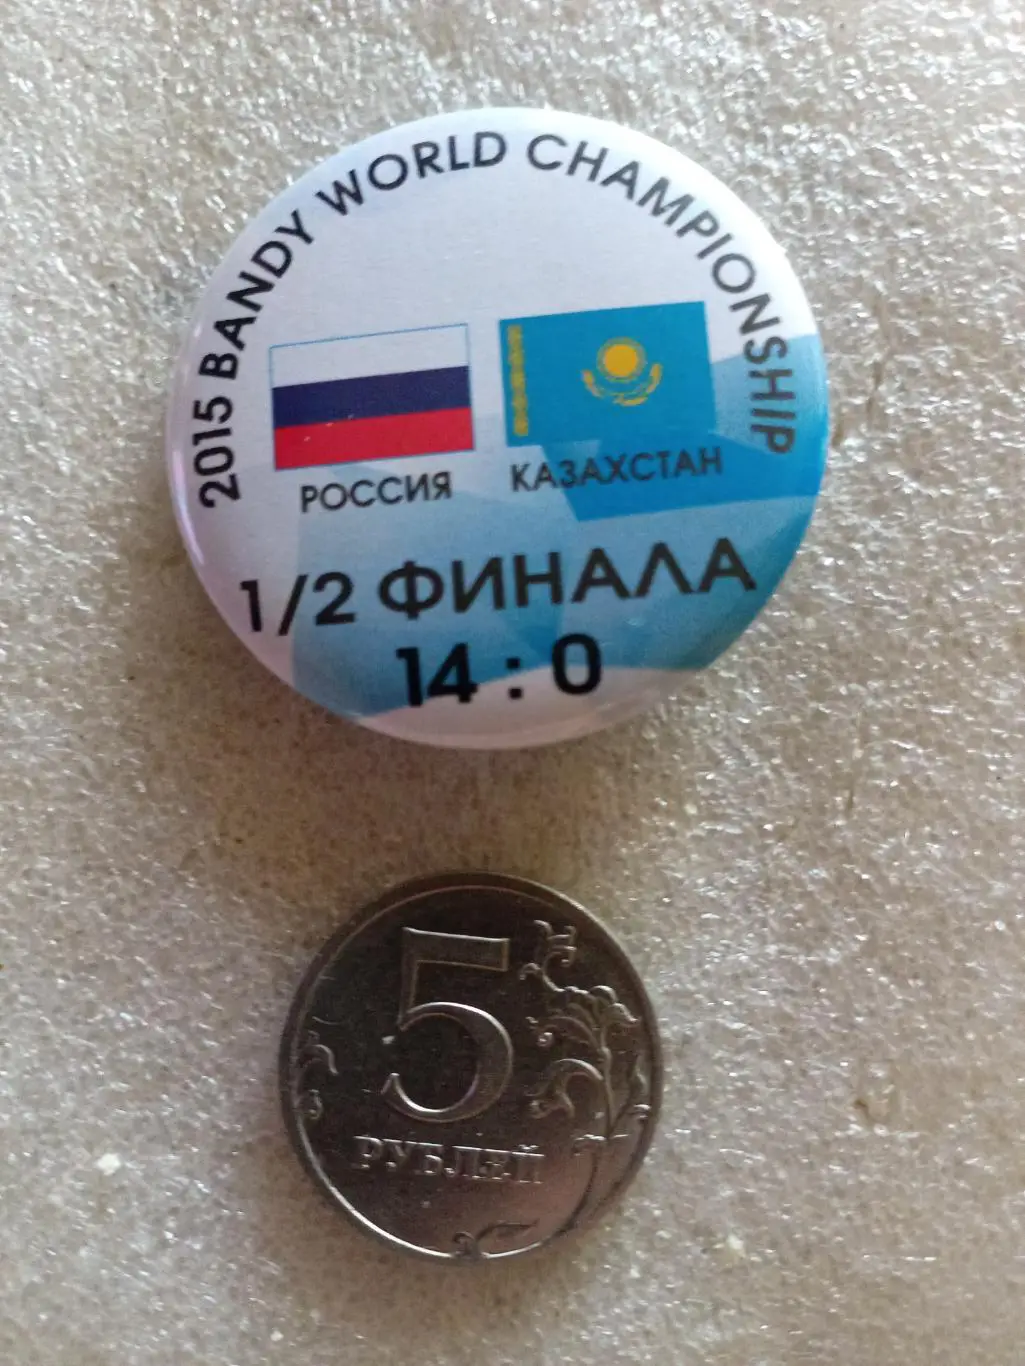 2015 BANDY WORLD CHAMPIONSHIP
РОССИЯ
КАЗАХСТАН
1/2 ФИНАЛА
14 : 0
5
РУБЛЕЙ